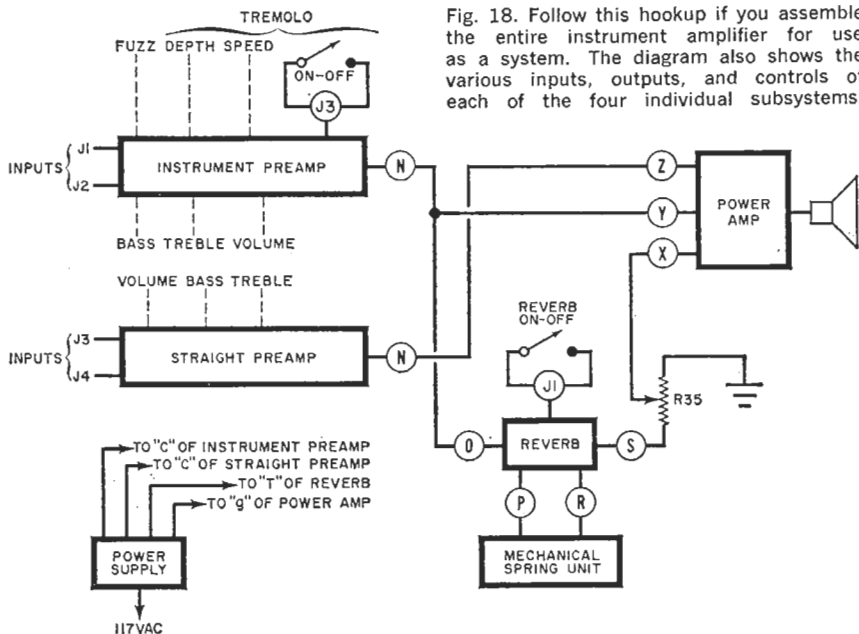 TREMOLO
FUZZ DEPTH SPEED
ON-OFF
J3
Fig. 18. Follow this hookup if you assemble
the entire instrument amplifier for use
as a system. The diagram also shows the
various inputs, outputs, and controls of
each of the four individual subsystems
INPUTS
J1
J2
INSTRUMENT PREAMP
N
BASS TREBLE VOLUME
Z
Y
X
POWER
AMP
VOLUME BASS TREBLE
INPUTS
J3
J4
STRAIGHT PREAMP
N
REVERB
ON-OFF
J1
R35
O
REVERB
S
P
R
MECHANICAL
SPRING UNIT
TO "C" OF INSTRUMENT PREAMP
TO "C" OF STRAIGHT PREAMP
TO "T" OF REVERB
TO "g" OF POWER AMP
POWER
SUPPLY
117VAC